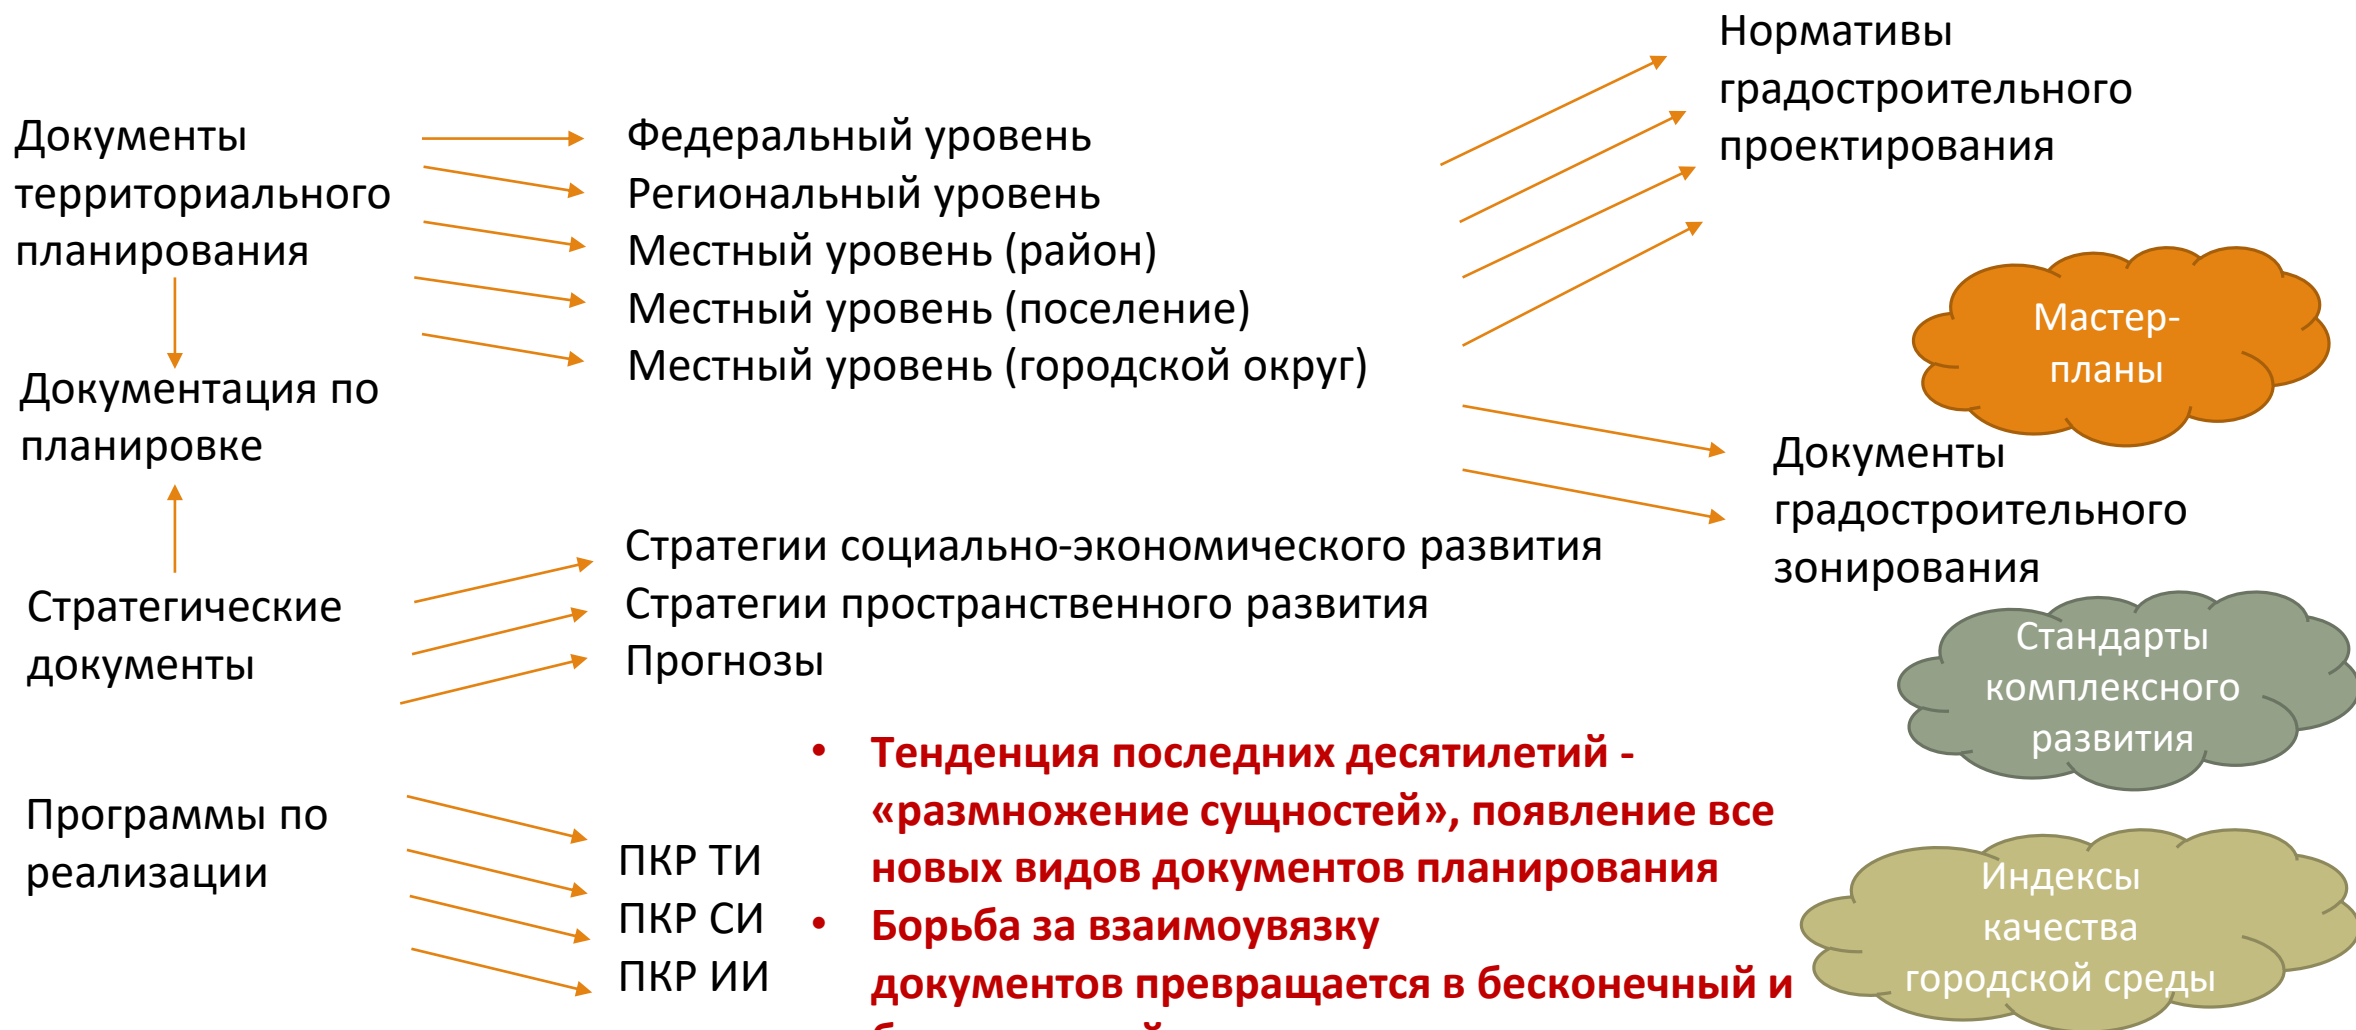 Нормативы
градостроительного
проектирования
Документы
территориального
планирования
Федеральный уровень
Региональный уровень
Местный уровень (район)
Местный уровень (поселение)
Местный уровень (городской округ)
Мастер-
планы
Документация по
планировке
Документы
градостроительного
зонирования
Стратегические
документы
Стратегии социально-экономического развития
Стратегии пространственного развития
Прогнозы
Стандарты
комплексного
развития
Программы по
реализации
ПКР ТИ
ПКР СИ
ПКР ИИ
• Тенденция последних десятилетий -
«размножение сущностей», появление все
новых видов документов планирования
• Борьба за взаимоувязку
документов превращается в бесконечный и
Индексы
качества
городской среды